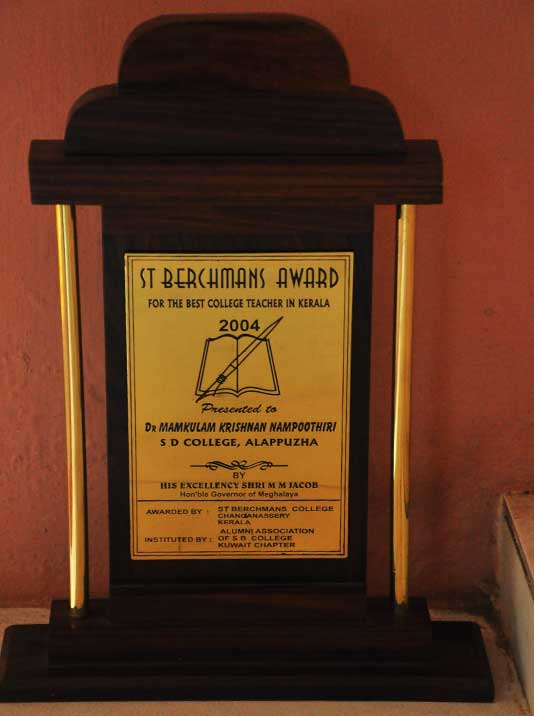 ST BERCHMANS AWARD
FOR THE BEST COLLEGE TEACHER IN KERALA
2004
Presented to
DR MAMKULAM KRISHNAN NAMPOOTHIRI
S D COLLEGE, ALAPPUZHA
BY
HIS EXCELLENCY SHRI M M JACOB
Hon'ble Governor of Meghalaya
AWARDED BY : ST BERCHMANS COLLEGE
CHANGANASSERY
KERALA
INSTITUTED BY : ALUMNI ASSOCIATION
OF S B COLLEGE
KUWAIT CHAPTER